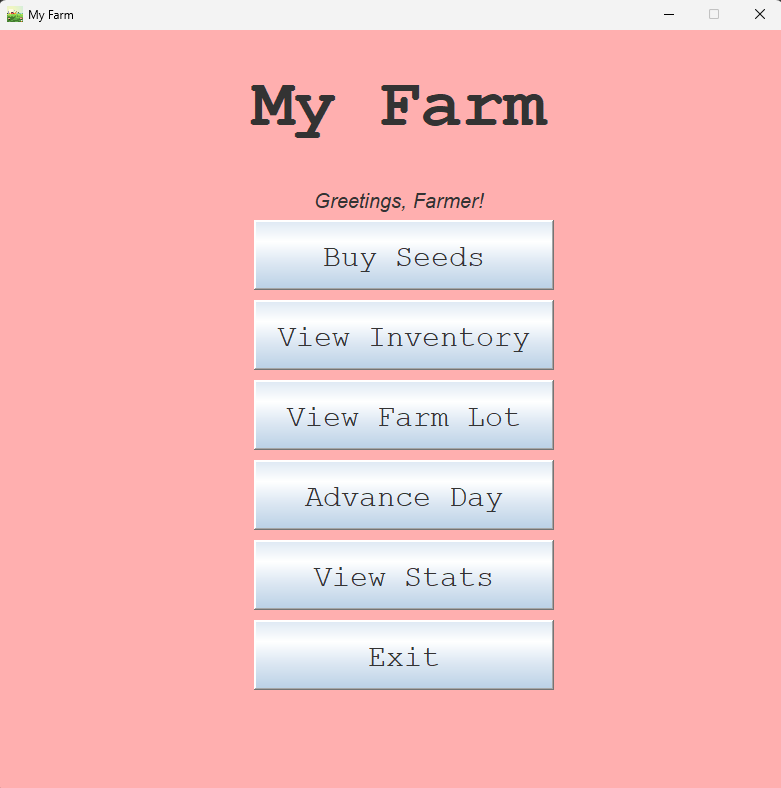 My Farm
My Farm
Greetings, Farmer!
Buy Seeds
View Inventory
View Farm Lot
Advance Day
View Stats
Exit